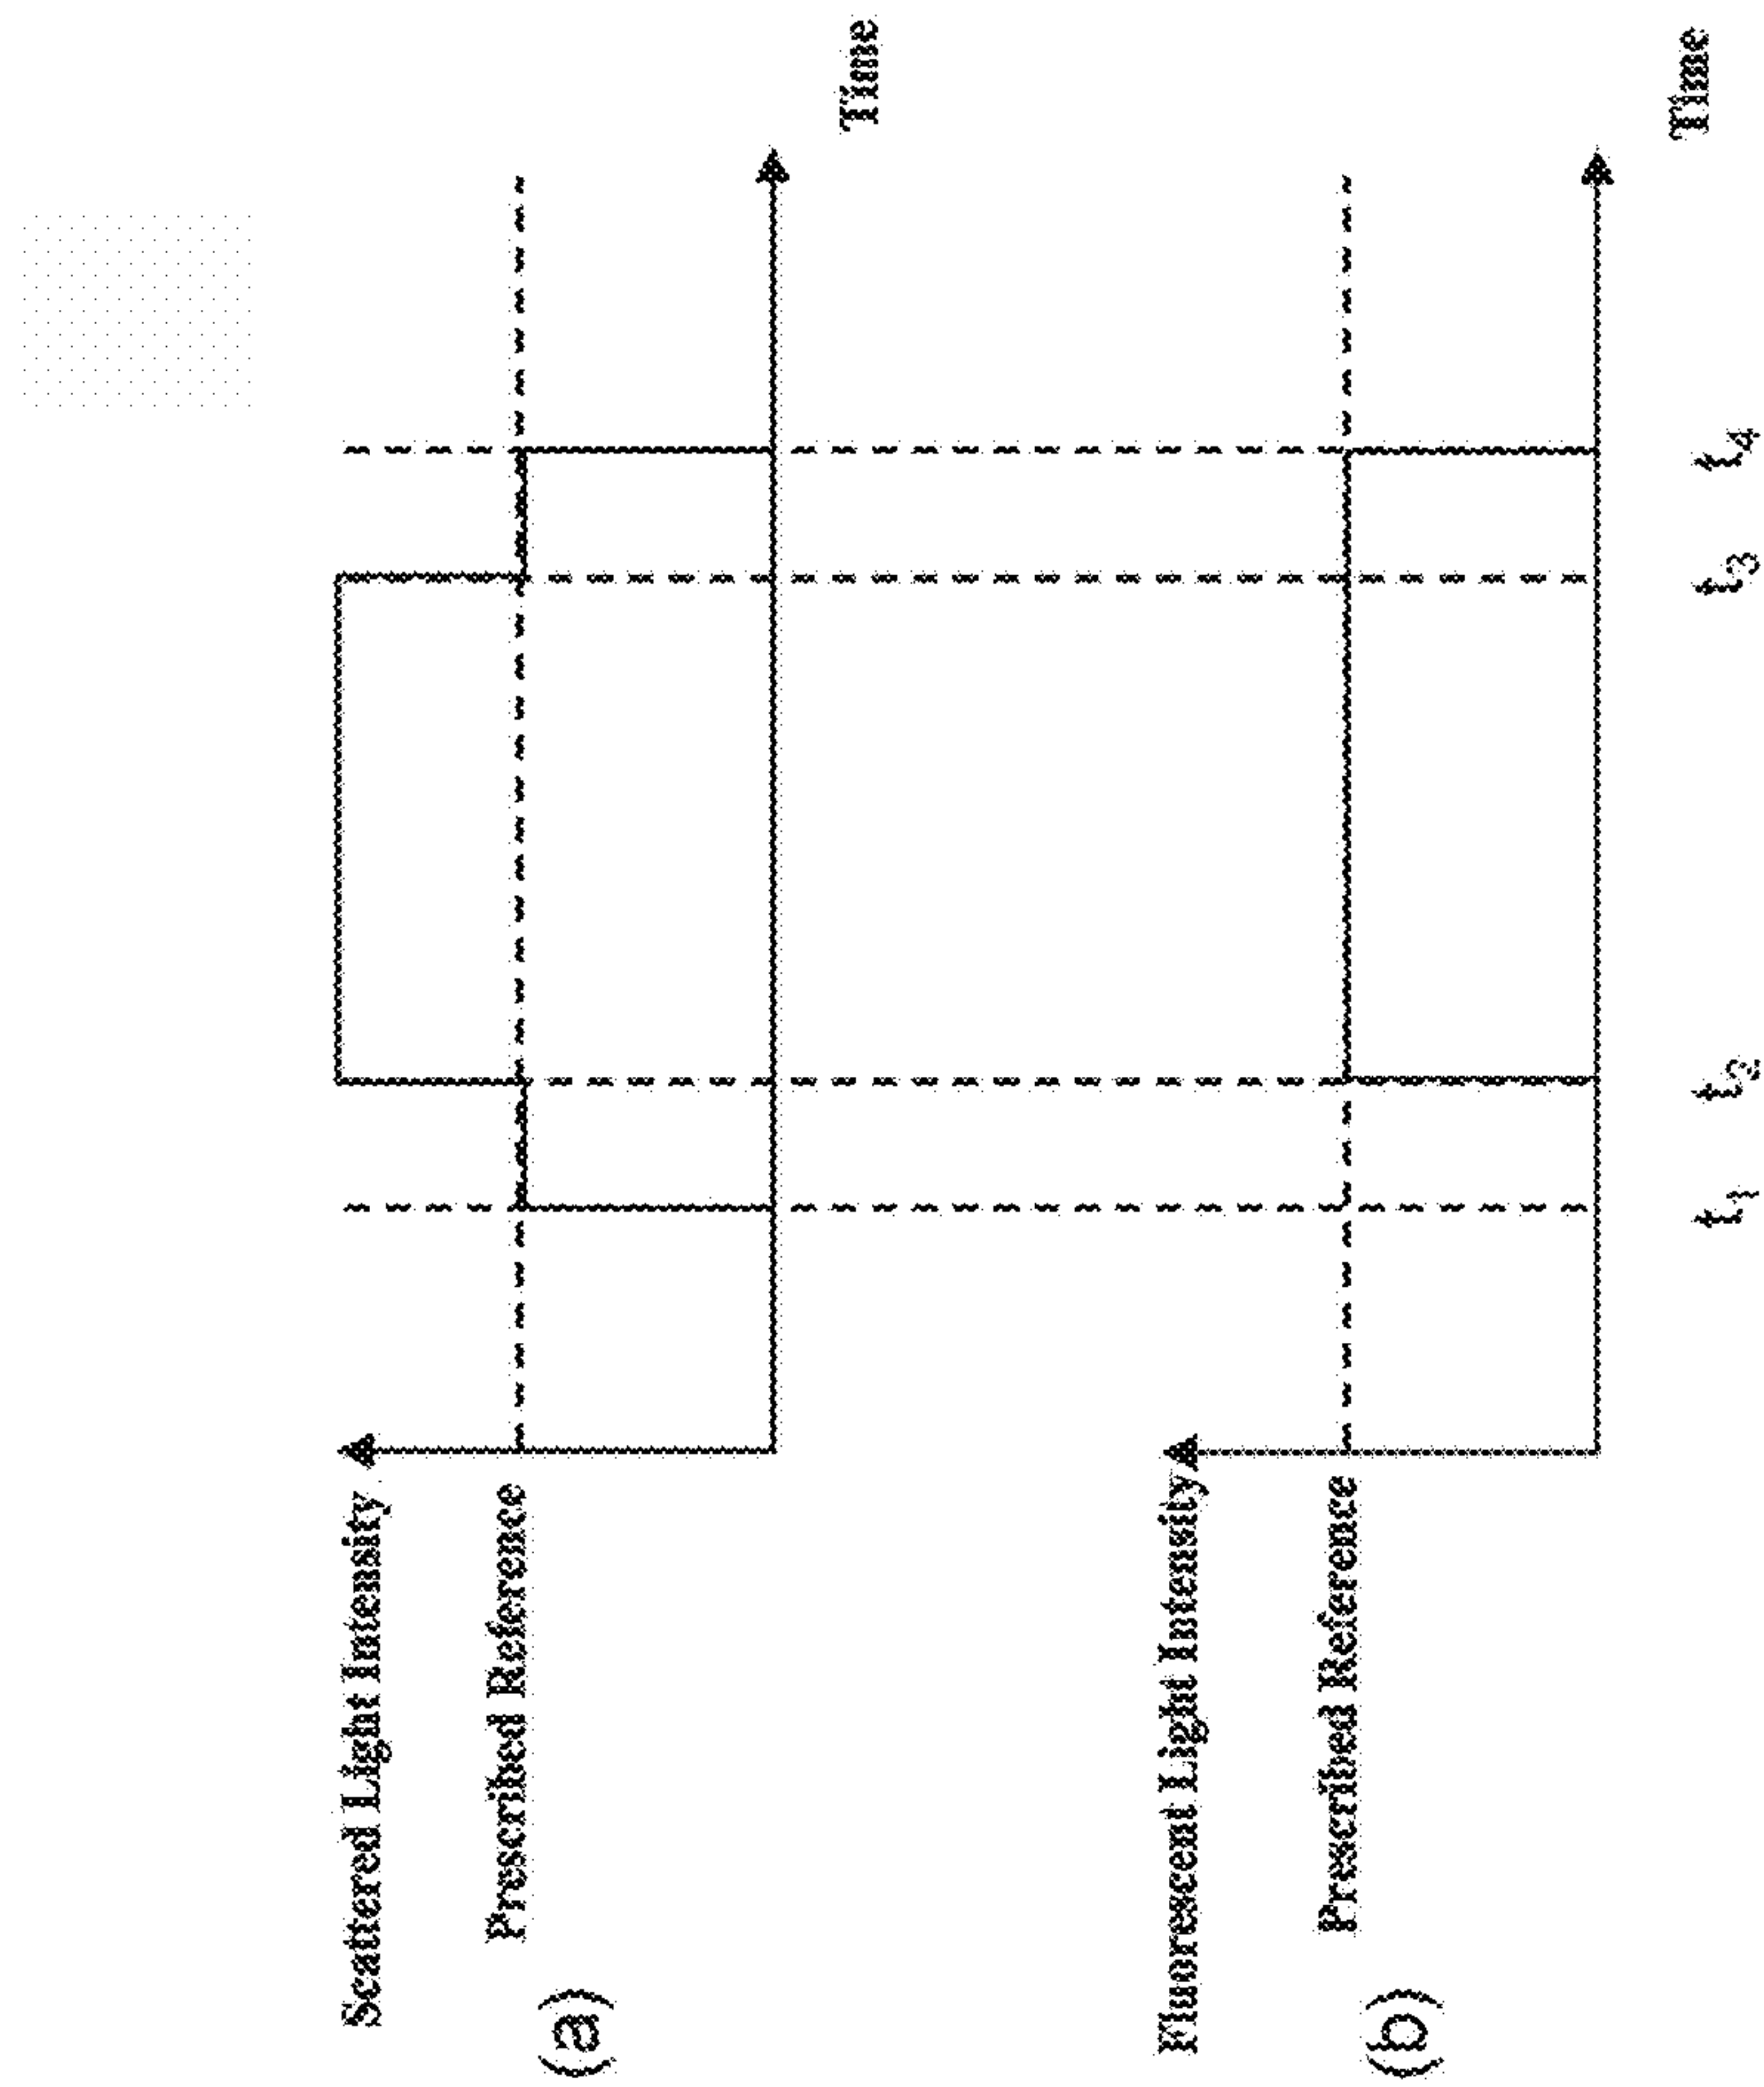 Scattered Light Intensity
Prescribed Reference
(a)
Time
Fluorescent Light Intensity
Prescribed Reference
(b)
Time
t1 t2 t3 t4